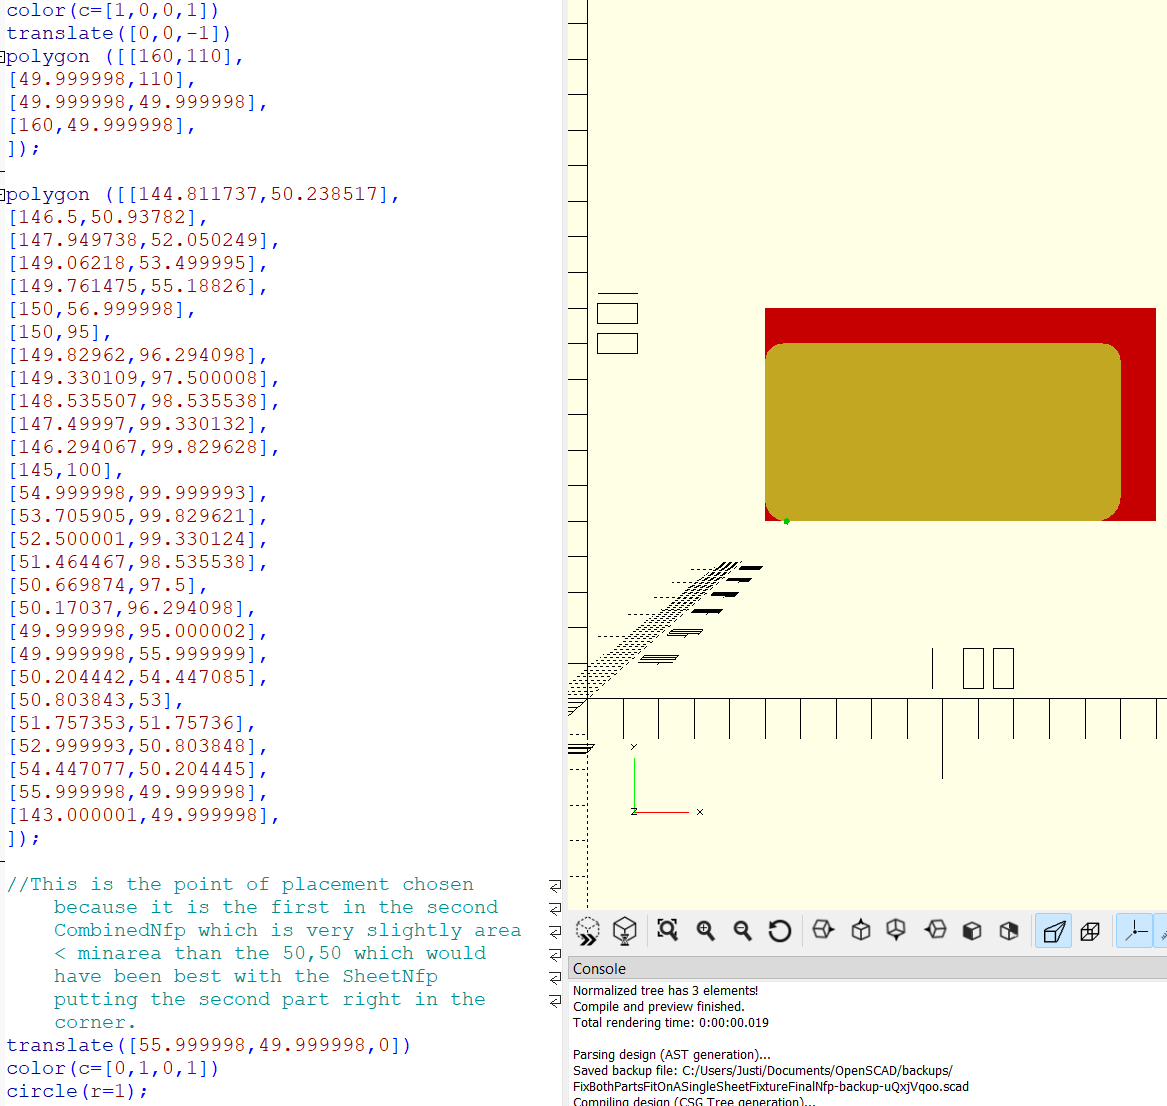 color(c=[1,0,0,1])
translate([0,0,-1])
polygon ([[160,110],
[49.999998,110],
[49.999998,49.999998],
[160,49.999998],
]);
polygon ([[144.811737,50.238517],
[146.5,50.93782],
[147.949738,52.050249],
[149.06218,53.499995],
[149.761475,55.18826],
[150,56.999998],
[150,95],
[149.82962,96.294098],
[149.330109,97.500008],
[148.535507,98.535538],
[147.49997,99.330132],
[146.294067,99.829628],
[145,100],
[54.999998,99.999993],
[53.705905,99.829621],
[52.500001,99.330124],
[51.464467,98.535538],
[50.669874,97.5],
[50.17037,96.294098],
[49.999998,95.000002],
[49.999998,55.999999],
[50.204442,54.447085],
[50.803843,53],
[51.757353,51.75736],
[52.999993,50.803848],
[54.447077,50.204445],
[55.999998,49.999998],
[143.000001,49.999998],
]);
//This is the point of placement chosen
because it is the first in the second
CombinedNfp which is very slightly area
< minarea than the 50,50 which would
have been best with the SheetNfp
putting the second part right in the
corner.
translate([55.999998,49.999998,0])
color(c=[0,1,0,1])
circle(r=1);
Y
Z
X
Console
Normalized tree has 3 elements!
Compile and preview finished.
Total rendering time: 0:00:00.019
Parsing design (AST generation)...
Saved backup file: C:/Users/Justi/Documents/OpenSCAD/backups/
FixBothPartsFitOnASingleSheetFixtureFinalNfp-backup-uQxjVqoo.scad
Compiling design (CSG Tree generation)...